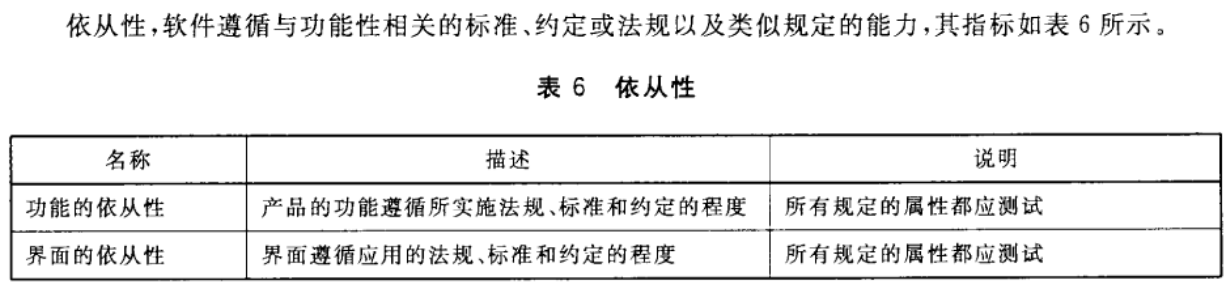 依从性,软件遵循与功能性相关的标准、约定或法规以及类似规定的能力,其指标如表 6 所示。
表 6 依从性
名称 描述 说明
功能的依从性 产品的功能遵循所实施法规、标准和约定的程度 所有规定的属性都应测试
界面的依从性 界面遵循应用的法规、标准和约定的程度 所有规定的属性都应测试